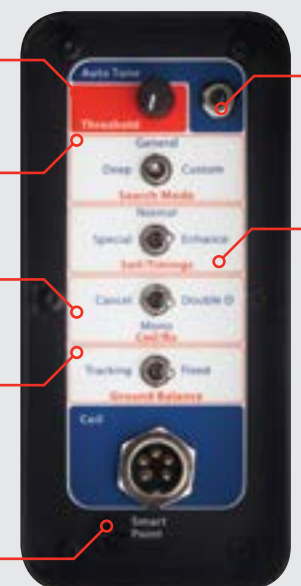 Auto Tune
Threshold
General
Deep Custom
Search Mode
Normal
Special Enhance
Soil/Timings
Cancel Double D
Mono
Coil/Rx
Tracking Fixed
Ground Balance
Coil
Smart
Point